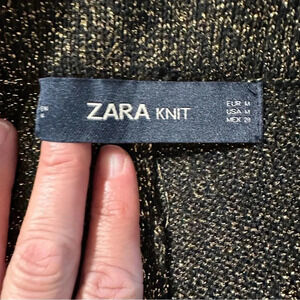 ZARA KNIT
EUR M
USA M
MEX 28